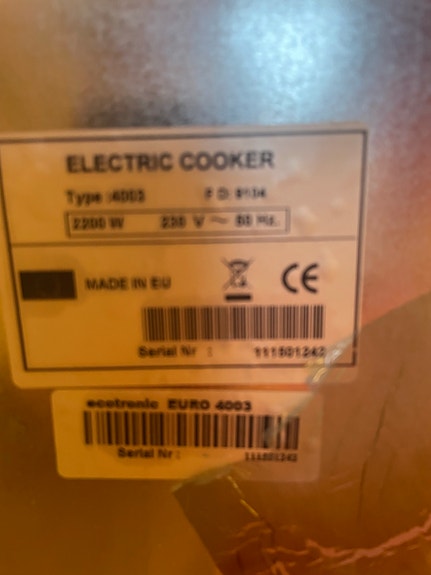 ELECTRIC COOKER
Type :4003 F D: 9104
2200 W 230 V ~ 50 Hz.
MADE IN EU CE
Serial Nr : 111501242
ecotronic EURO 4003
Serial Nr : 111501242